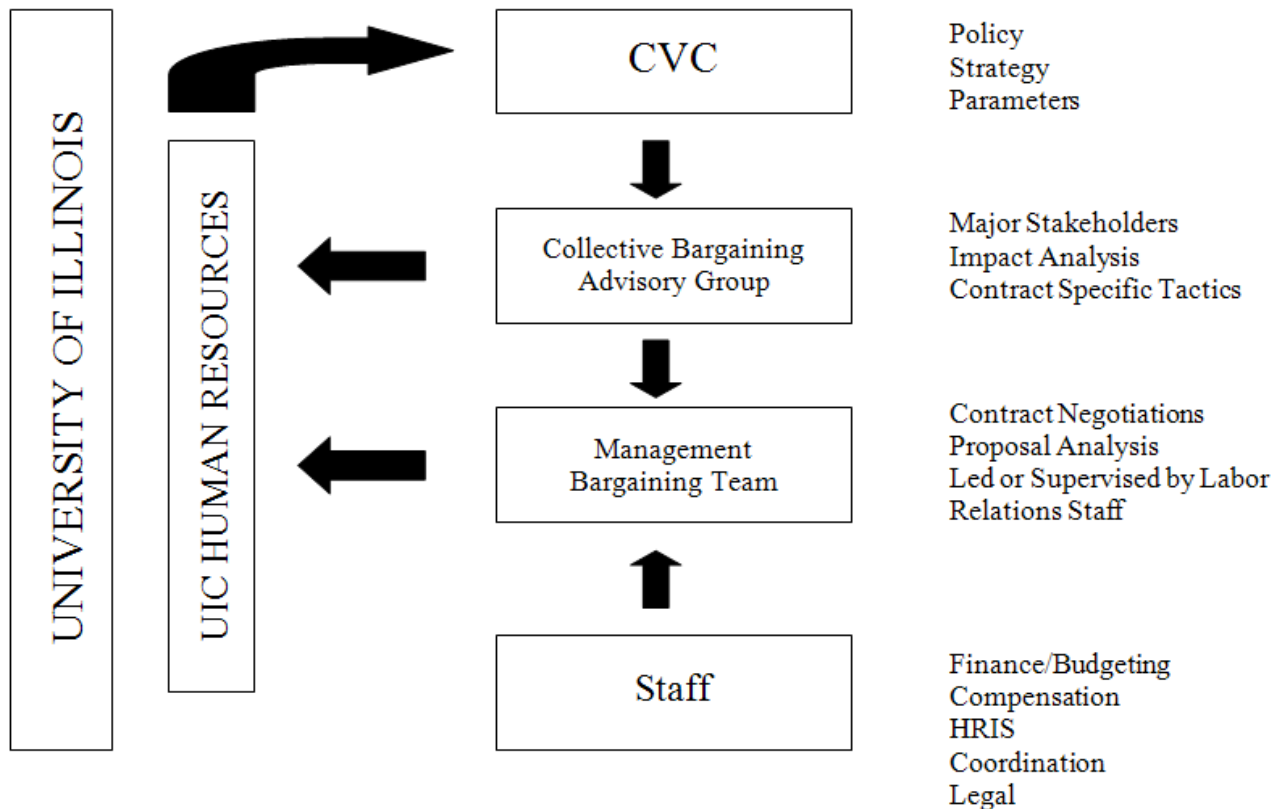 UNIVERSITY OF ILLINOIS
UIC HUMAN RESOURCES
CVC
Policy
Strategy
Parameters
Collective Bargaining
Advisory Group
Major Stakeholders
Impact Analysis
Contract Specific Tactics
Management
Bargaining Team
Contract Negotiations
Proposal Analysis
Led or Supervised by Labor
Relations Staff
Staff
Finance/Budgeting
Compensation
HRIS
Coordination
Legal